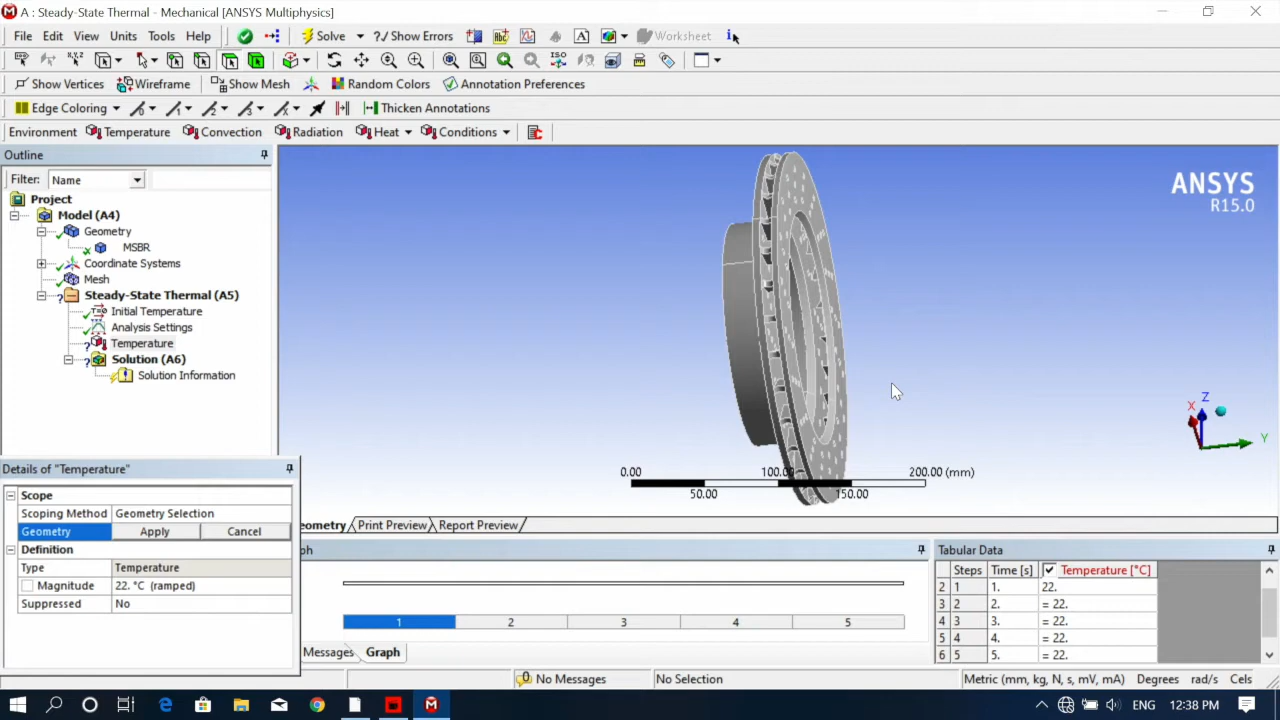 A : Steady-State Thermal - Mechanical [ANSYS Multiphysics]
File Edit View Units Tools Help Solve ?/ Show Errors Worksheet
Show Vertices Wireframe Show Mesh Random Colors Annotation Preferences
Edge Coloring Thicken Annotations
Environment Temperature Convection Radiation Heat Conditions
Outline
Filter: Name
Project
Model (A4)
Geometry
MSBR
Coordinate Systems
Mesh
Steady-State Thermal (A5)
Initial Temperature
Analysis Settings
Temperature
Solution (A6)
Solution Information
ANSYS
R15.0
X Z
Y
0.00 100.00 200.00 (mm)
50.00 150.00
Details of "Temperature"
Scope
Scoping Method Geometry Selection
Geometry Apply Cancel
Definition
Type Temperature
Magnitude 22. °C (ramped)
Suppressed No
eometry Print Preview Report Preview
ph
1 2 3 4 5
Messages Graph
Tabular Data
Steps Time [s] Temperature [°C]
2 1 1. 22.
3 2 2. = 22.
4 3 3. = 22.
5 4 4. = 22.
6 5 5. = 22.
0 No Messages No Selection Metric (mm, kg, N, s, mV, mA) Degrees rad/s Cels
ENG 12:38 PM